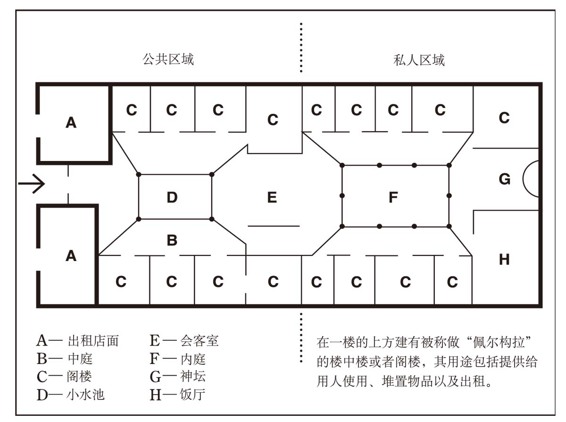 公共区域
私人区域
C C C C C C C C
A C
D E F G
B
A C C C C C C C C H
A— 出租店面
B— 中庭
C— 阁楼
D— 小水池
E— 会客室
F— 内庭
G— 神坛
H— 饭厅
在一楼的上方建有被称做“佩尔构拉”
的楼中楼或者阁楼，其用途包括提供给
用人使用、堆置物品以及出租。